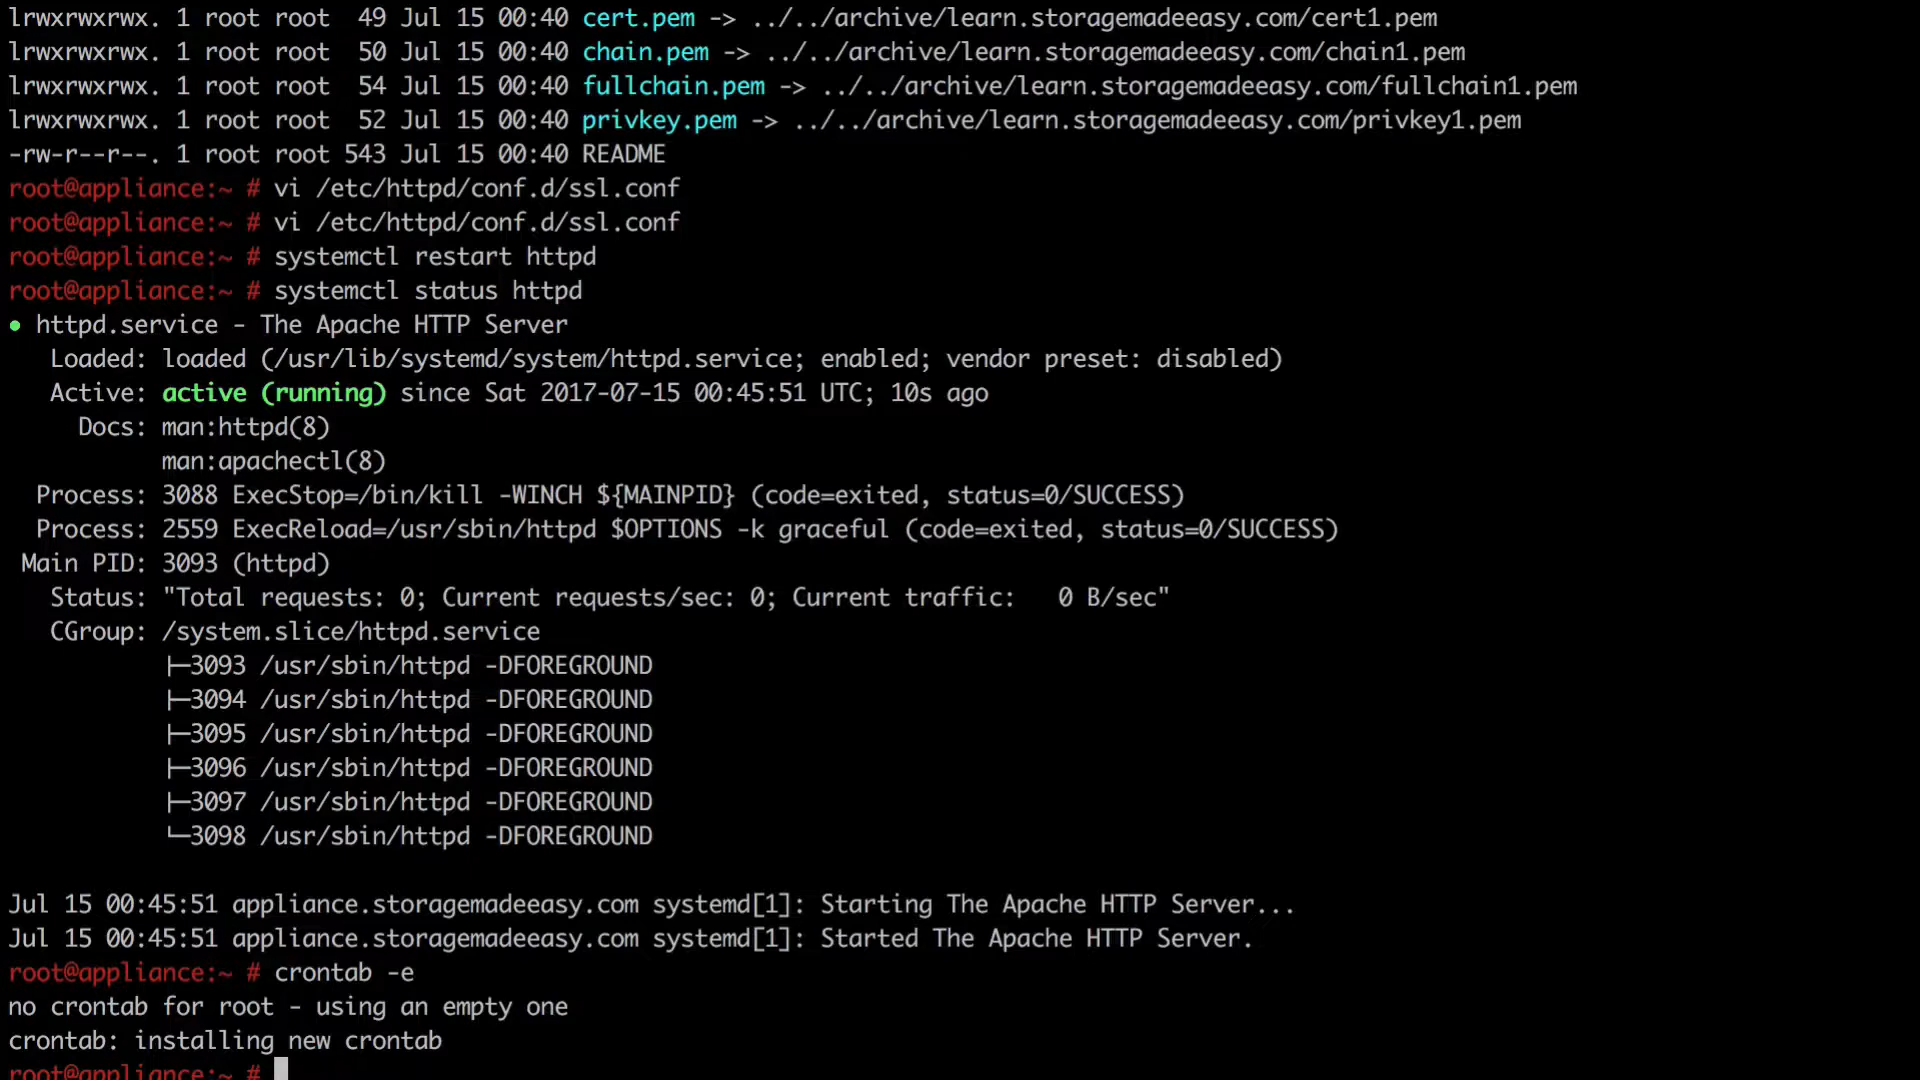 lrwxrwxrwx. 1 root root  49 Jul 15 00:40 cert.pem -> ../../archive/learn.storagemadeeasy.com/cert1.pem
lrwxrwxrwx. 1 root root  50 Jul 15 00:40 chain.pem -> ../../archive/learn.storagemadeeasy.com/chain1.pem
lrwxrwxrwx. 1 root root  54 Jul 15 00:40 fullchain.pem -> ../../archive/learn.storagemadeeasy.com/fullchain1.pem
lrwxrwxrwx. 1 root root  52 Jul 15 00:40 privkey.pem -> ../../archive/learn.storagemadeeasy.com/privkey1.pem
-rw-r--r--. 1 root root 543 Jul 15 00:40 README
root@appliance:~ # vi /etc/httpd/conf.d/ssl.conf
root@appliance:~ # vi /etc/httpd/conf.d/ssl.conf
root@appliance:~ # systemctl restart httpd
root@appliance:~ # systemctl status httpd
● httpd.service - The Apache HTTP Server
   Loaded: loaded (/usr/lib/systemd/system/httpd.service; enabled; vendor preset: disabled)
   Active: active (running) since Sat 2017-07-15 00:45:51 UTC; 10s ago
     Docs: man:httpd(8)
           man:apachectl(8)
  Process: 3088 ExecStop=/bin/kill -WINCH ${MAINPID} (code=exited, status=0/SUCCESS)
  Process: 2559 ExecReload=/usr/sbin/httpd $OPTIONS -k graceful (code=exited, status=0/SUCCESS)
 Main PID: 3093 (httpd)
   Status: "Total requests: 0; Current requests/sec: 0; Current traffic:   0 B/sec"
   CGroup: /system.slice/httpd.service
           ├─3093 /usr/sbin/httpd -DFOREGROUND
           ├─3094 /usr/sbin/httpd -DFOREGROUND
           ├─3095 /usr/sbin/httpd -DFOREGROUND
           ├─3096 /usr/sbin/httpd -DFOREGROUND
           ├─3097 /usr/sbin/httpd -DFOREGROUND
           └─3098 /usr/sbin/httpd -DFOREGROUND
Jul 15 00:45:51 appliance.storagemadeeasy.com systemd[1]: Starting The Apache HTTP Server...
Jul 15 00:45:51 appliance.storagemadeeasy.com systemd[1]: Started The Apache HTTP Server.
root@appliance:~ # crontab -e
no crontab for root - using an empty one
crontab: installing new crontab
root@appliance:~ #